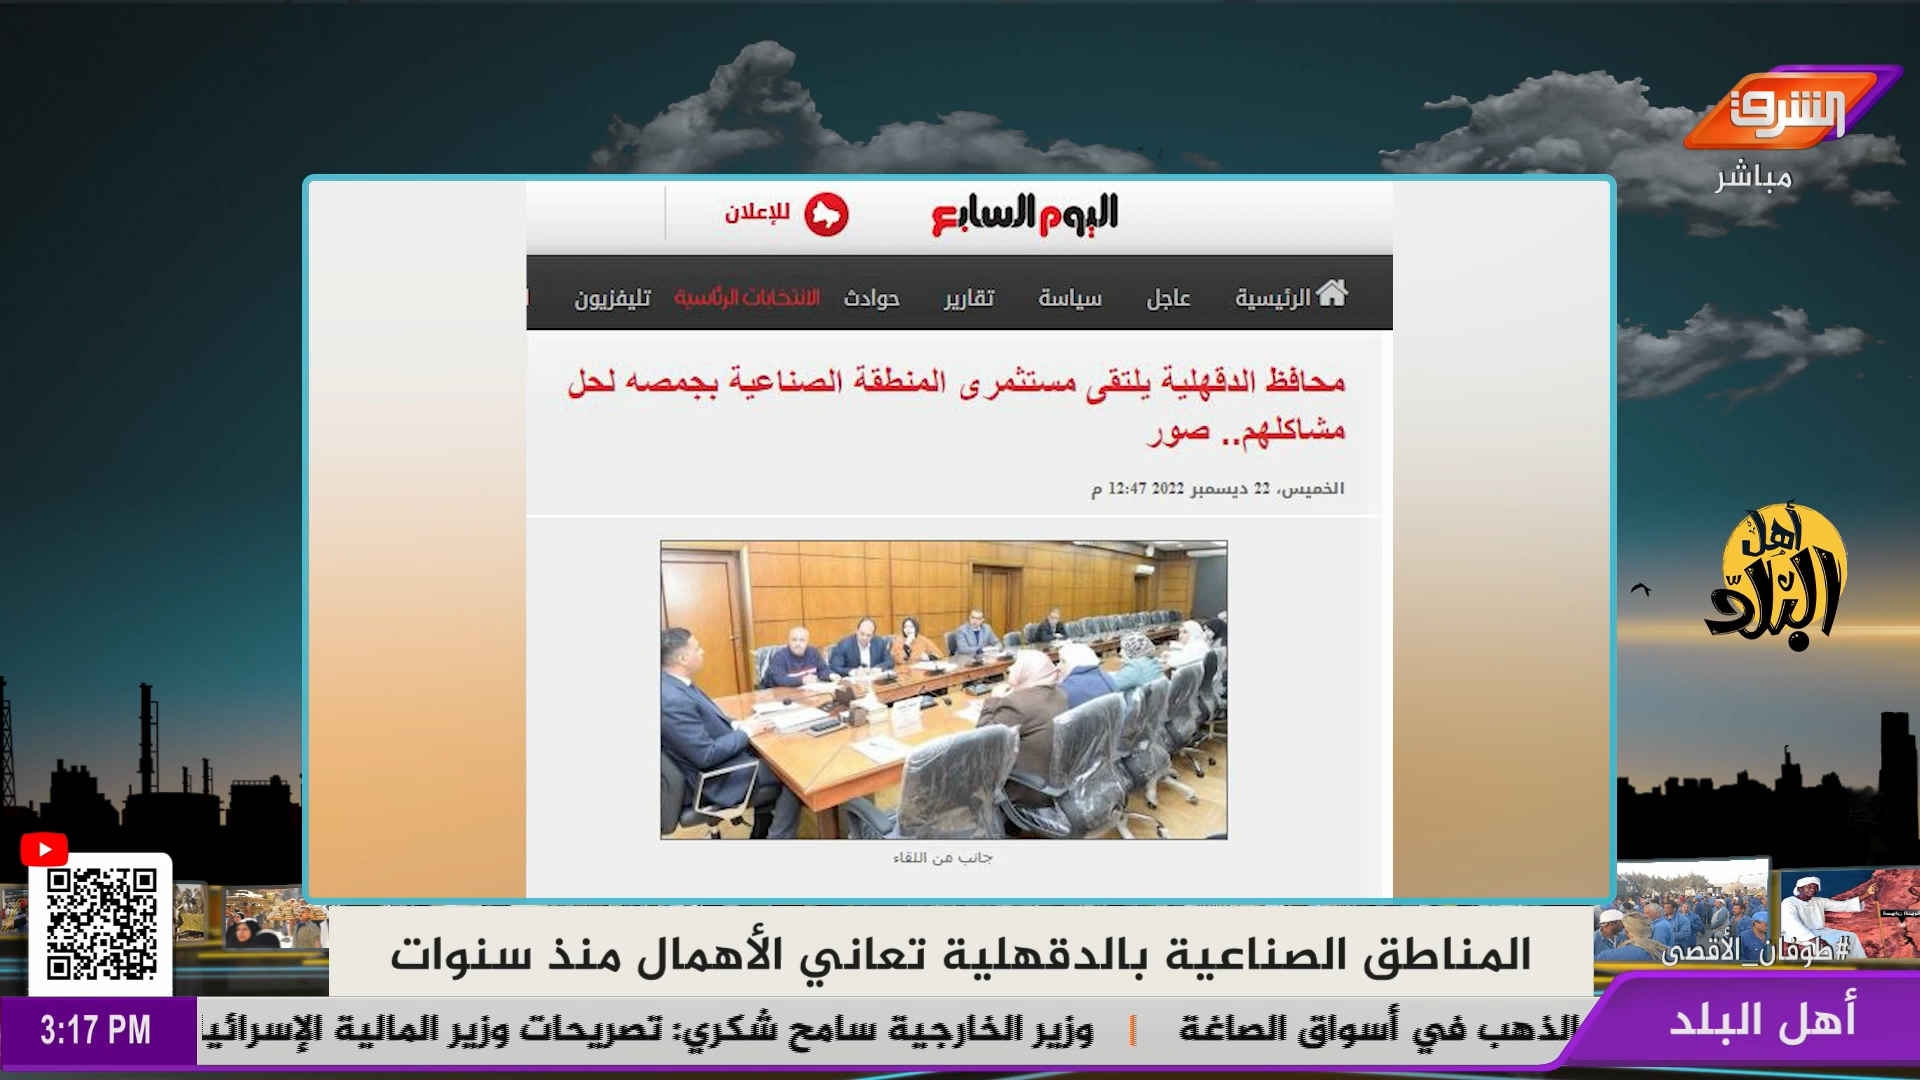 الشرق
مباشر
اليوم السابع
للإعلان
الرئيسية
عاجل
سياسة
تقارير
حوادث
الانتخابات الرئاسية
تليفزيون
محافظ الدقهلية يلتقى مستثمرى المنطقة الصناعية بجمصه لحل
مشاكلهم.. صور
الخميس، 22 ديسمبر 2022 12:47 م
جانب من اللقاء
أهل
البلد
#طوفان_الأقصى
المناطق الصناعية بالدقهلية تعاني الأهمال منذ سنوات
أهل البلد
الذهب في أسواق الصاغة | وزير الخارجية سامح شكري: تصريحات وزير المالية
3:17 PM